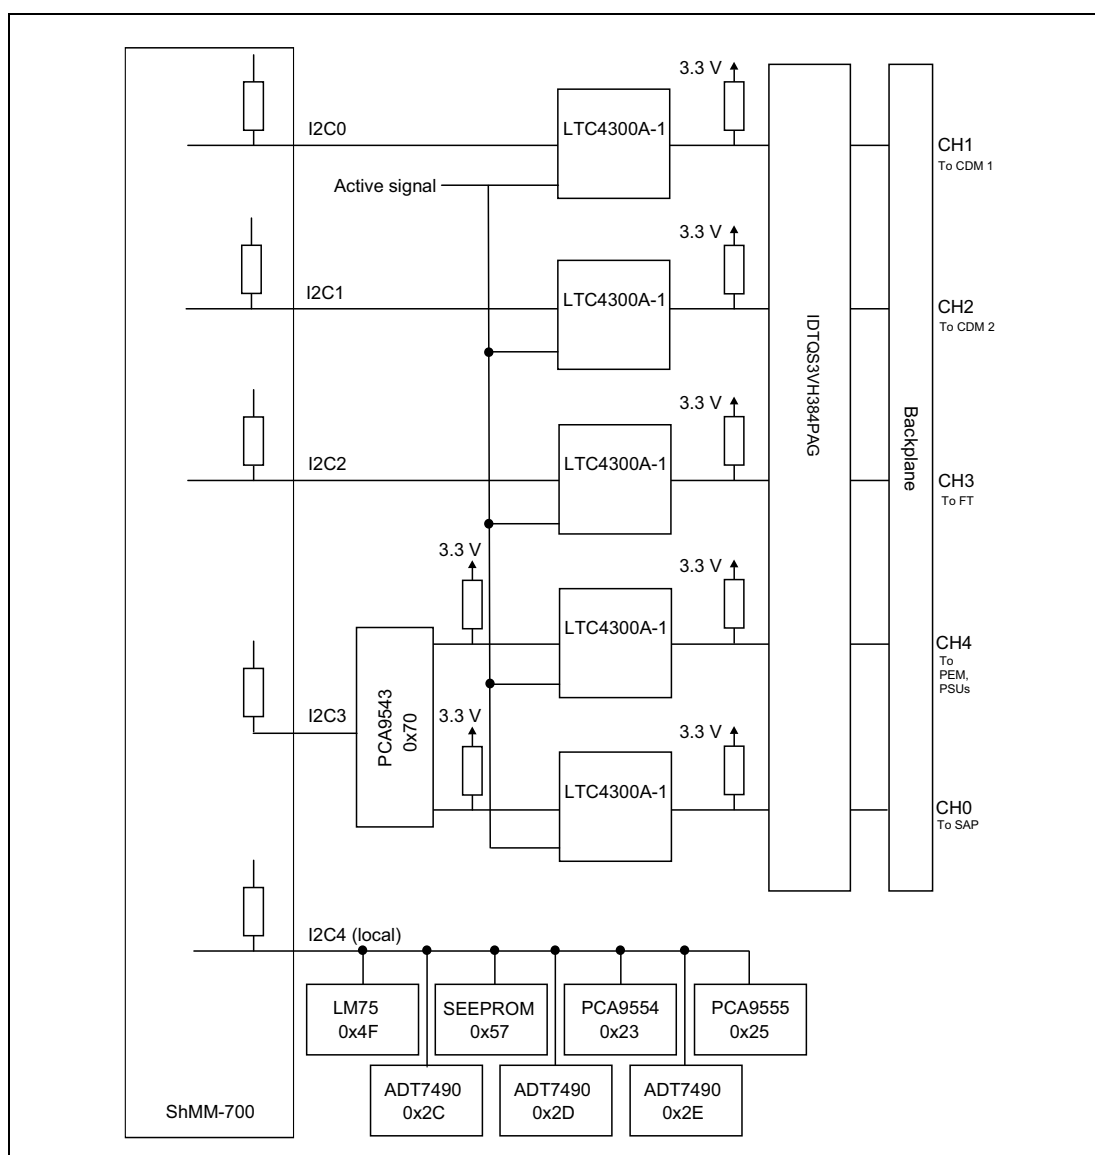 3.3 V
I2C0
LTC4300A-1
CH1
To CDM 1
Active signal
3.3 V
I2C1
LTC4300A-1
CH2
To CDM 2
IDTQS3VH384PAG
Backplane
3.3 V
I2C2
LTC4300A-1
CH3
To FT
3.3 V
3.3 V
LTC4300A-1
CH4
To
PEM,
PSUs
I2C3
PCA9543
0x70
3.3 V
3.3 V
LTC4300A-1
CH0
To SAP
I2C4 (local)
LM75
0x4F
SEEPROM
0x57
PCA9554
0x23
PCA9555
0x25
ADT7490
0x2C
ADT7490
0x2D
ADT7490
0x2E
ShMM-700